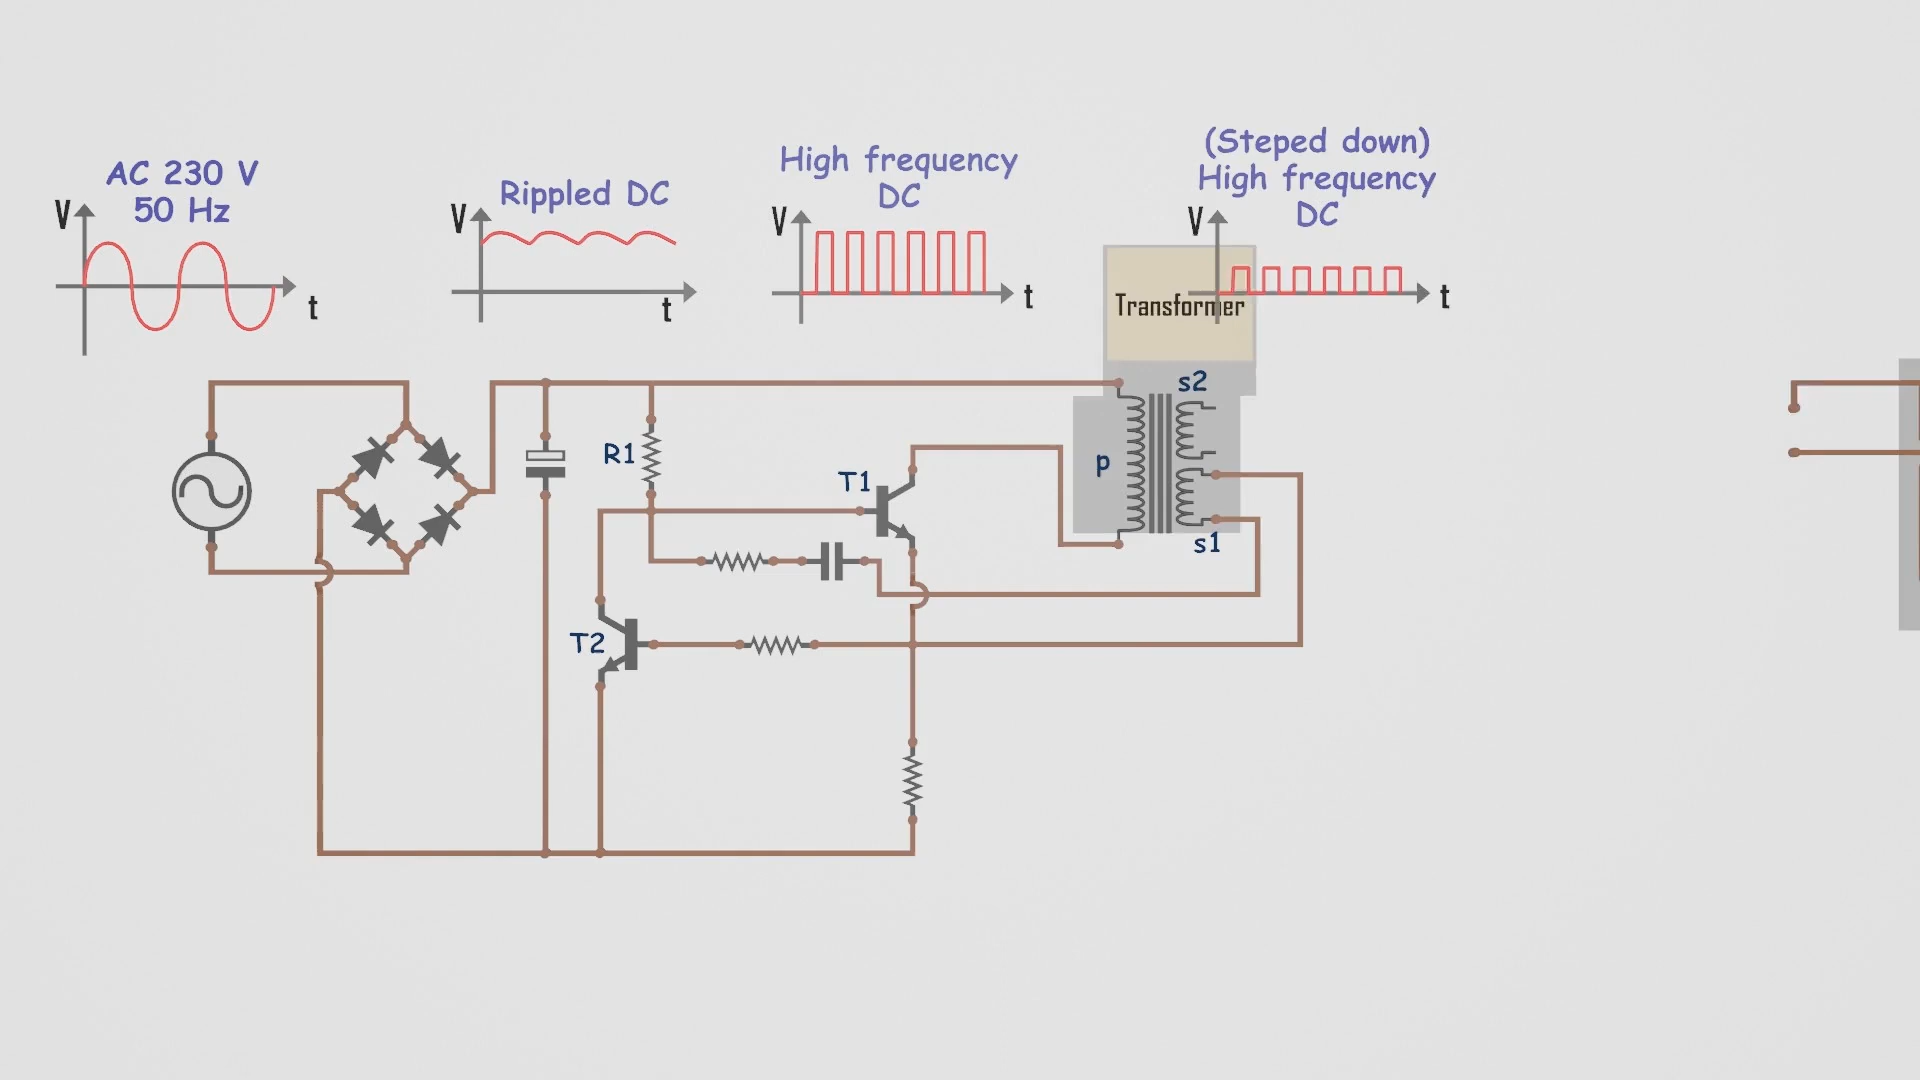 AC 230 V
50 Hz
V
t
Rippled DC
V
t
High frequency
DC
V
t
(Steped down)
High frequency
DC
V
t
Transformer
s2
R1
p
T1
s1
T2